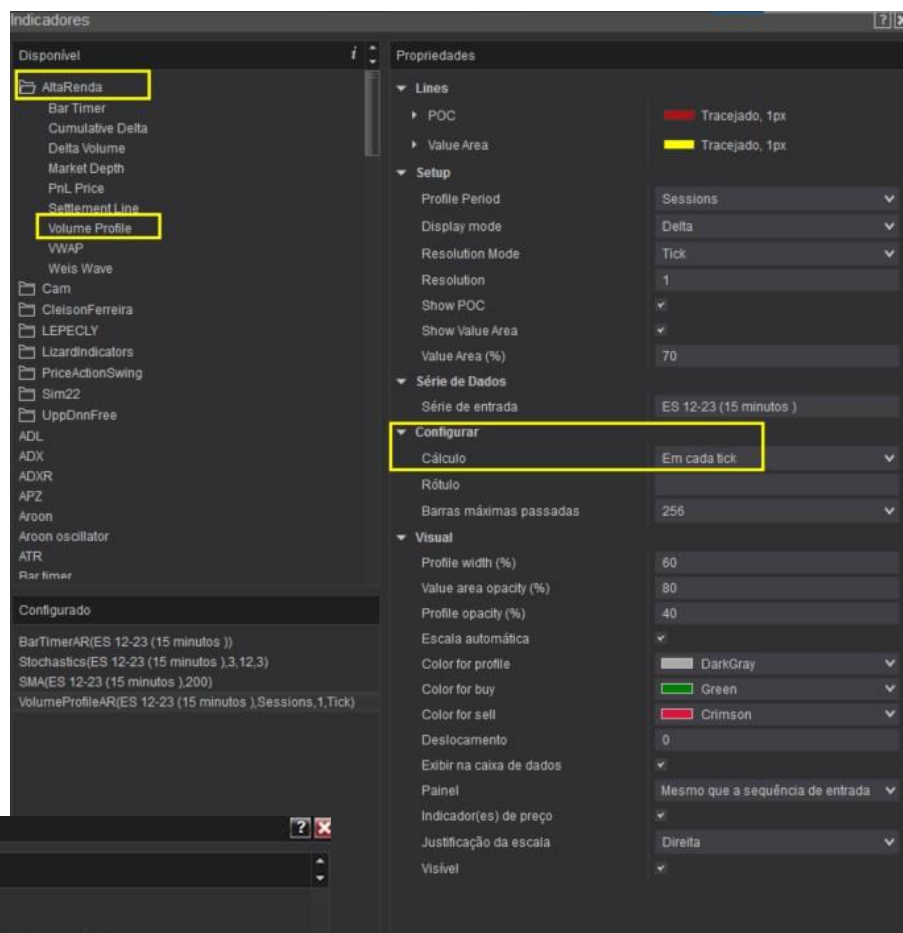 Indicadores
Disponível
AltaRenda
Bar Timer
Cumulative Delta
Delta Volume
Market Depth
PnL Price
Settlement Line
Volume Profile
VWAP
Weis Wave
Cam
CleisonFerreira
LEPECLY
LizardIndicators
PriceActionSwing
Sim22
UppDnnFree
ADL
ADX
ADXR
APZ
Aroon
Aroon oscillator
ATR
Bar timer
Configurado
BarTimerAR(ES 12-23 (15 minutos ))
Stochastics(ES 12-23 (15 minutos ),3,12,3)
SMA(ES 12-23 (15 minutos ),200)
VolumeProfileAR(ES 12-23 (15 minutos ),Sessions,1,Tick)
Propriedades
Lines
POC Tracejado, 1px
Value Area Tracejado, 1px
Setup
Profile Period Sessions
Display mode Delta
Resolution Mode Tick
Resolution 1
Show POC
Show Value Area
Value Area (%) 70
Série de Dados
Série de entrada ES 12-23 (15 minutos )
Configurar
Cálculo Em cada tick
Rótulo
Barras máximas passadas 256
Visual
Profile width (%) 60
Value area opacity (%) 80
Profile opacity (%) 40
Escala automática
Color for profile DarkGray
Color for buy Green
Color for sell Crimson
Deslocamento 0
Exibir na caixa de dados
Painel Mesmo que a sequência de entrada
Indicador(es) de preço
Justificação da escala Direita
Visível